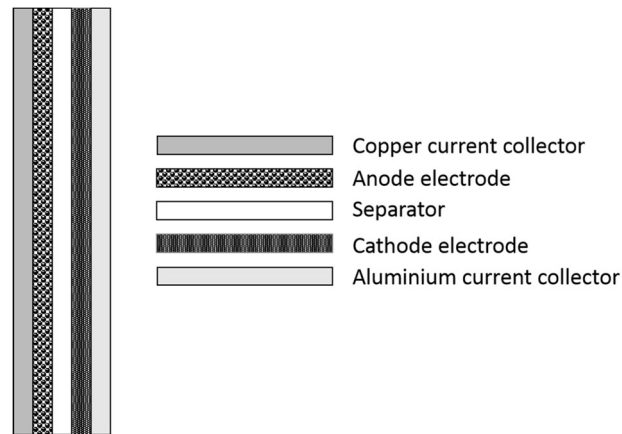 Copper current collector
Anode electrode
Separator
Cathode electrode
Aluminium current collector